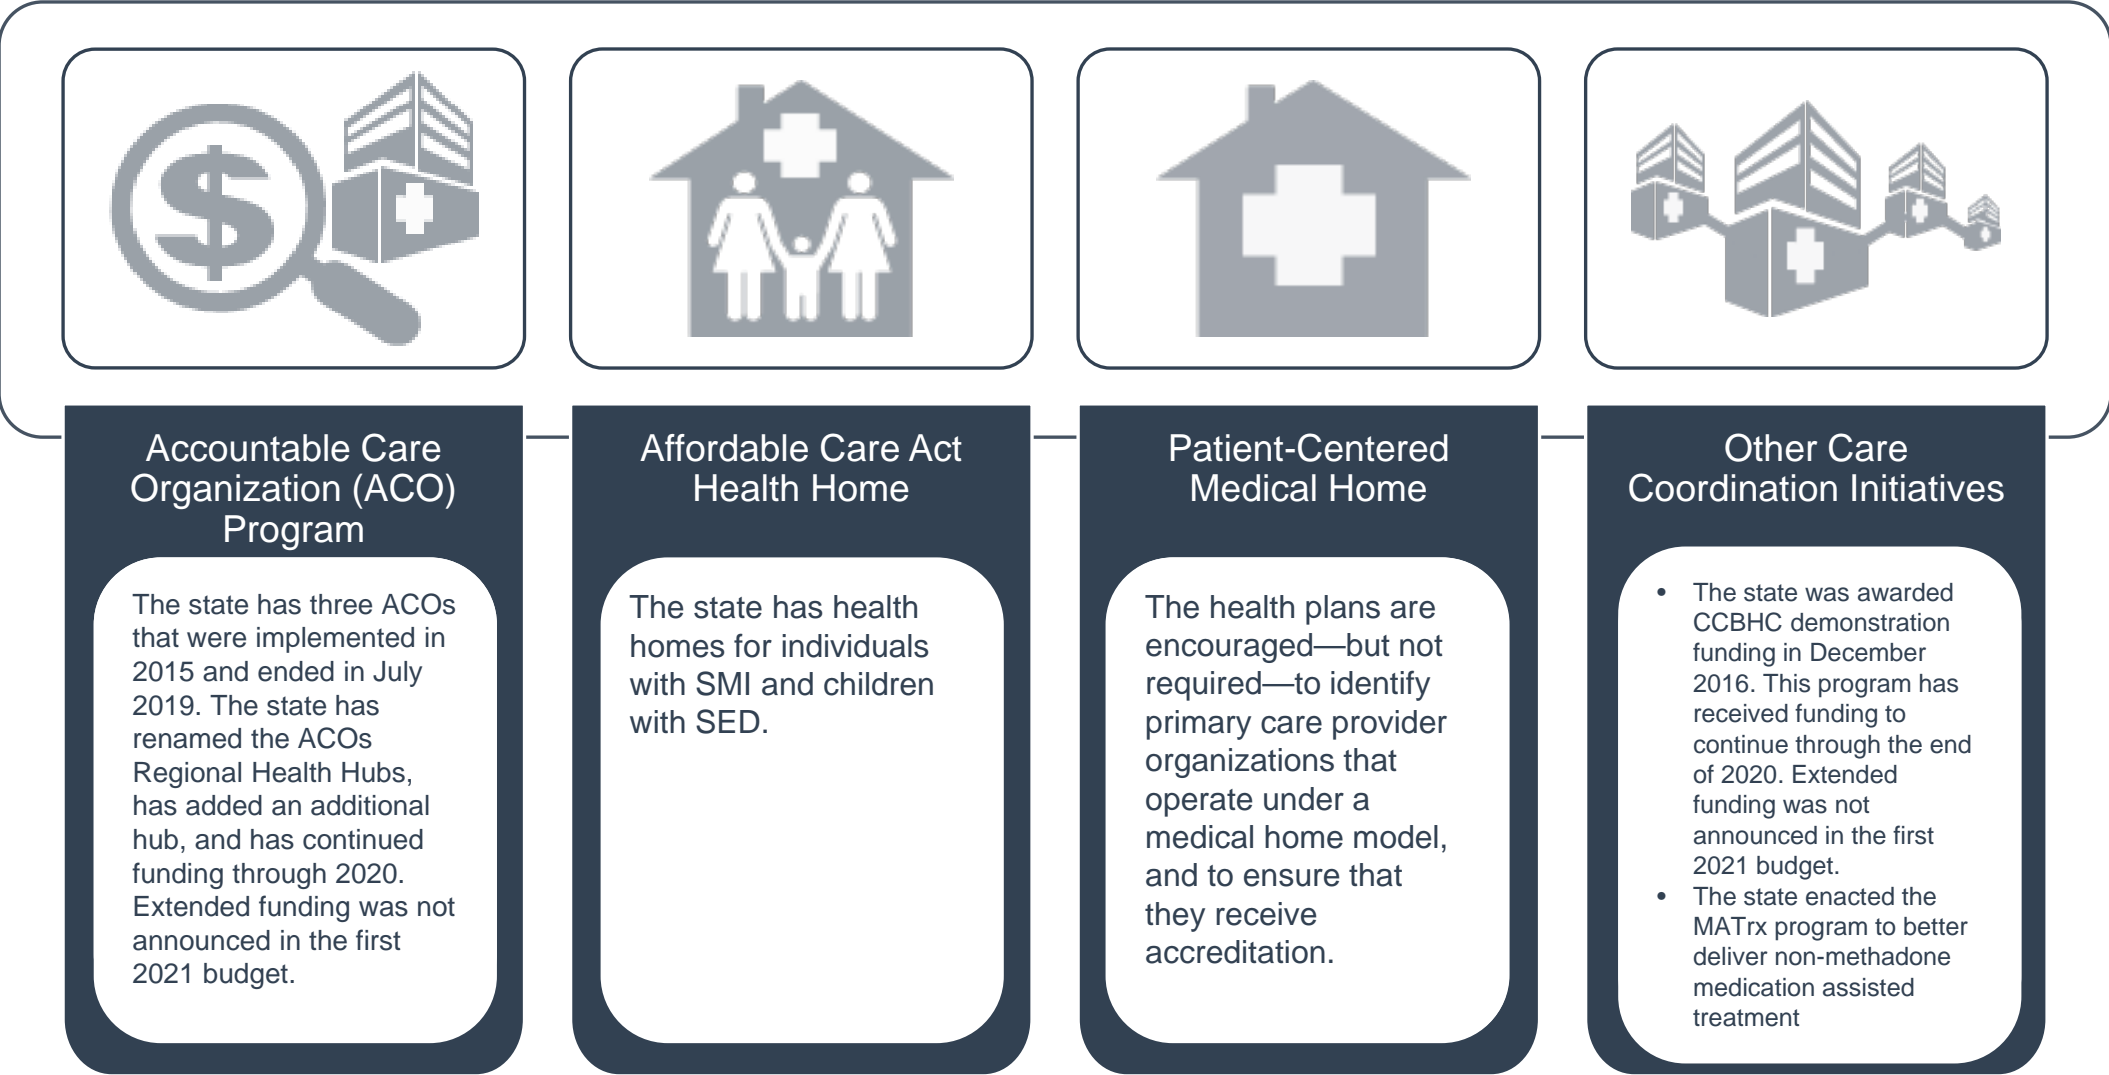 Accountable Care
Organization (ACO)
Program
The state has three ACOs
that were implemented in
2015 and ended in July
2019. The state has
renamed the ACOs
Regional Health Hubs,
has added an additional
hub, and has continued
funding through 2020.
Extended funding was not
announced in the first
2021 budget.
Affordable Care Act
Health Home
The state has health
homes for individuals
with SMI and children
with SED.
Patient-Centered
Medical Home
The health plans are
encouraged—but not
required—to identify
primary care provider
organizations that
operate under a
medical home model,
and to ensure that
they receive
accreditation.
Other Care
Coordination Initiatives
• The state was awarded
CCBHC demonstration
funding in December
2016. This program has
received funding to
continue through the end
of 2020. Extended
funding was not
announced in the first
2021 budget.
• The state enacted the
MATrx program to better
deliver non-methadone
medication assisted
treatment